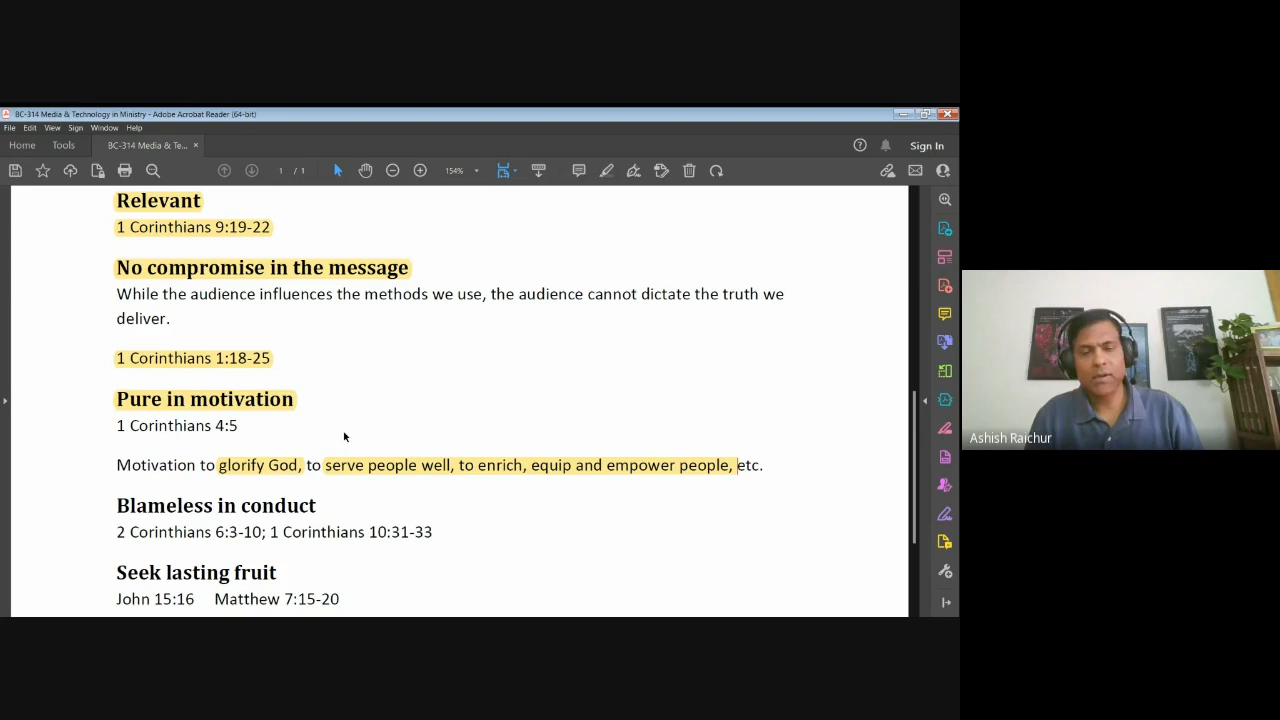 BC-314 Media & Technology in Ministry - Adobe Acrobat Reader (64-bit)
File Edit View Sign Window Help
Home Tools BC-314 Media & Te... × Sign In
1 / 1 154%
Relevant
1 Corinthians 9:19-22
No compromise in the message
While the audience influences the methods we use, the audience cannot dictate the truth we
deliver.
1 Corinthians 1:18-25
Pure in motivation
1 Corinthians 4:5
Motivation to glorify God, to serve people well, to enrich, equip and empower people, etc.
Blameless in conduct
2 Corinthians 6:3-10; 1 Corinthians 10:31-33
Seek lasting fruit
John 15:16 Matthew 7:15-20
Ashish Raichur